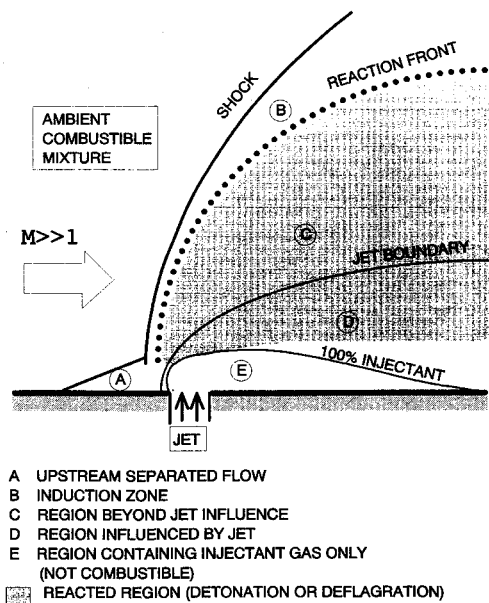 SHOCK
REACTION FRONT
B
AMBIENT
COMBUSTIBLE
MIXTURE
C
M>>1
JET BOUNDARY
D
100% INJECTANT
A
E
JET
A UPSTREAM SEPARATED FLOW
B INDUCTION ZONE
C REGION BEYOND JET INFLUENCE
D REGION INFLUENCED BY JET
E REGION CONTAINING INJECTANT GAS ONLY
(NOT COMBUSTIBLE)
REACTED REGION (DETONATION OR DEFLAGRATION)